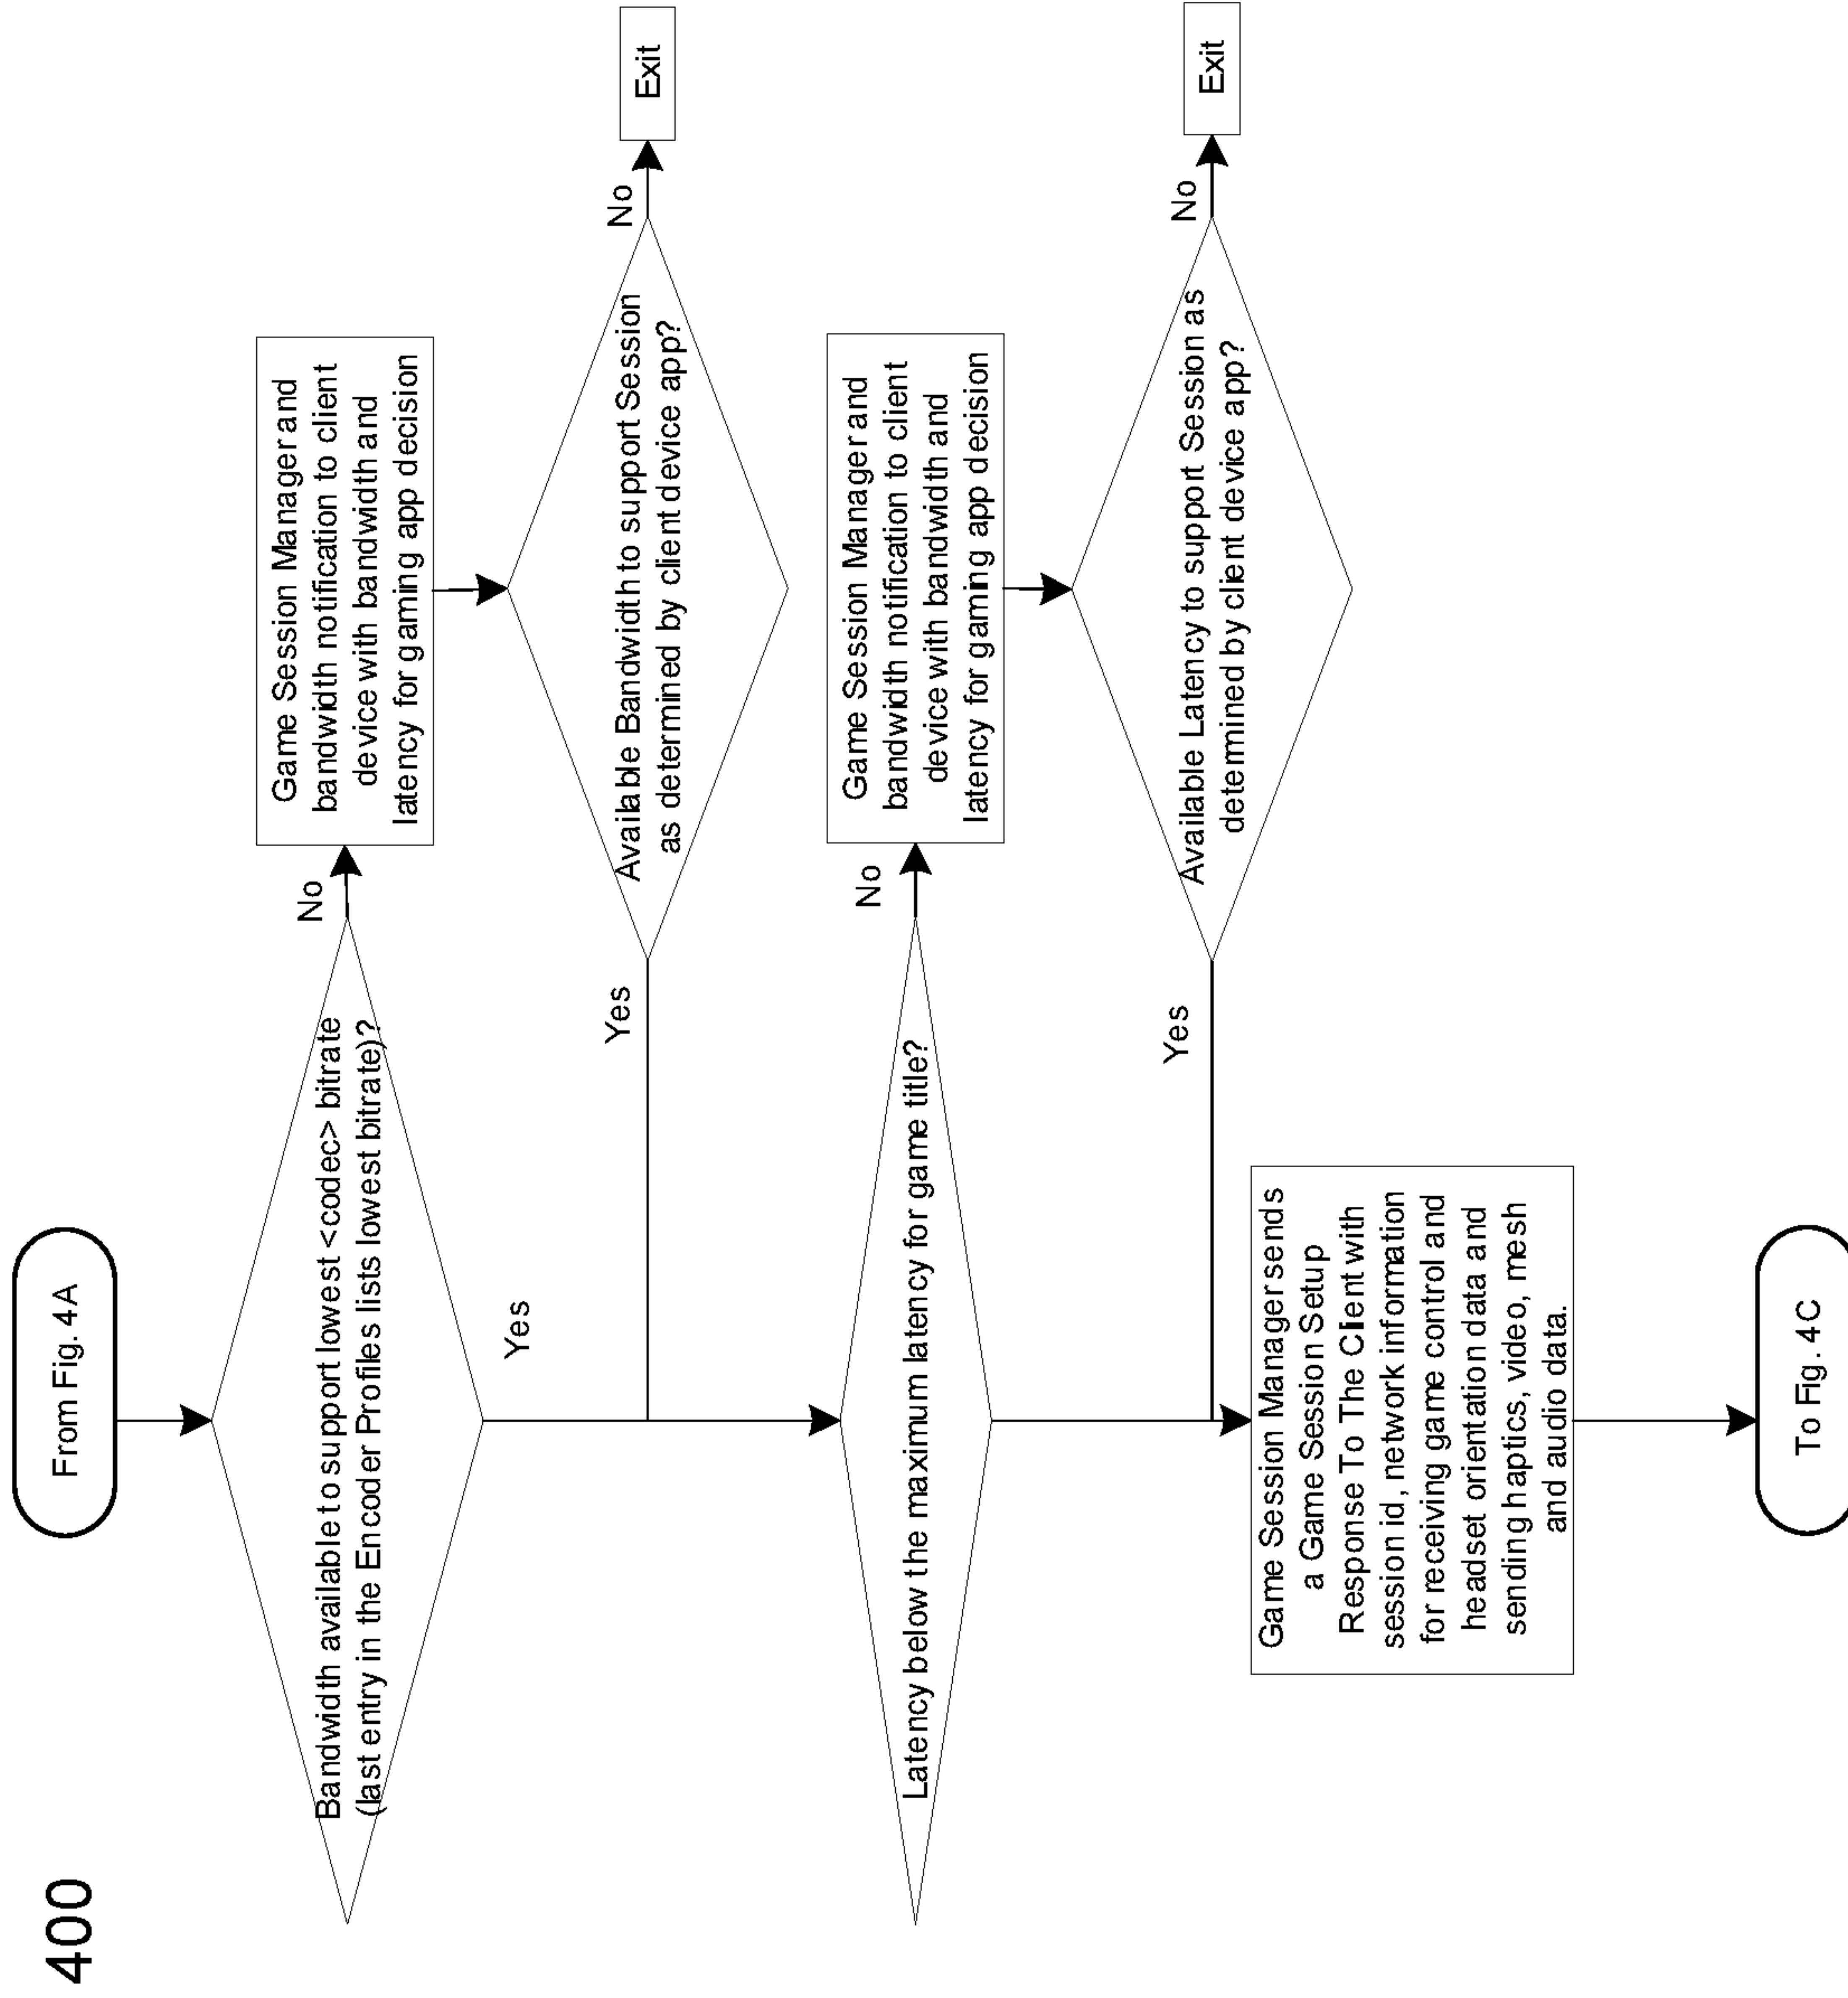 400
From Fig. 4A
Bandwidth available to support lowest <codec> bitrate
(last entry in the Encoder Profiles lists lowest bitrate)?
No
Game Session Manager and
bandwidth notification to client
device with bandwidth and
latency for gaming app decision
Yes
Available Bandwidth to support Session
as determined by client device app?
No
Exit
Yes
Latency below the maximum latency for game title?
No
Game Session Manager and
bandwidth notification to client
device with bandwidth and
latency for gaming app decision
Available Latency to support Session as
determined by client device app?
No
Exit
Yes
Game Session Manager sends
a Game Session Setup
Response To The Client with
session id, network information
for receiving game control and
headset orientation data and
sending haptics, video, mesh
and audio data.
To Fig. 4C